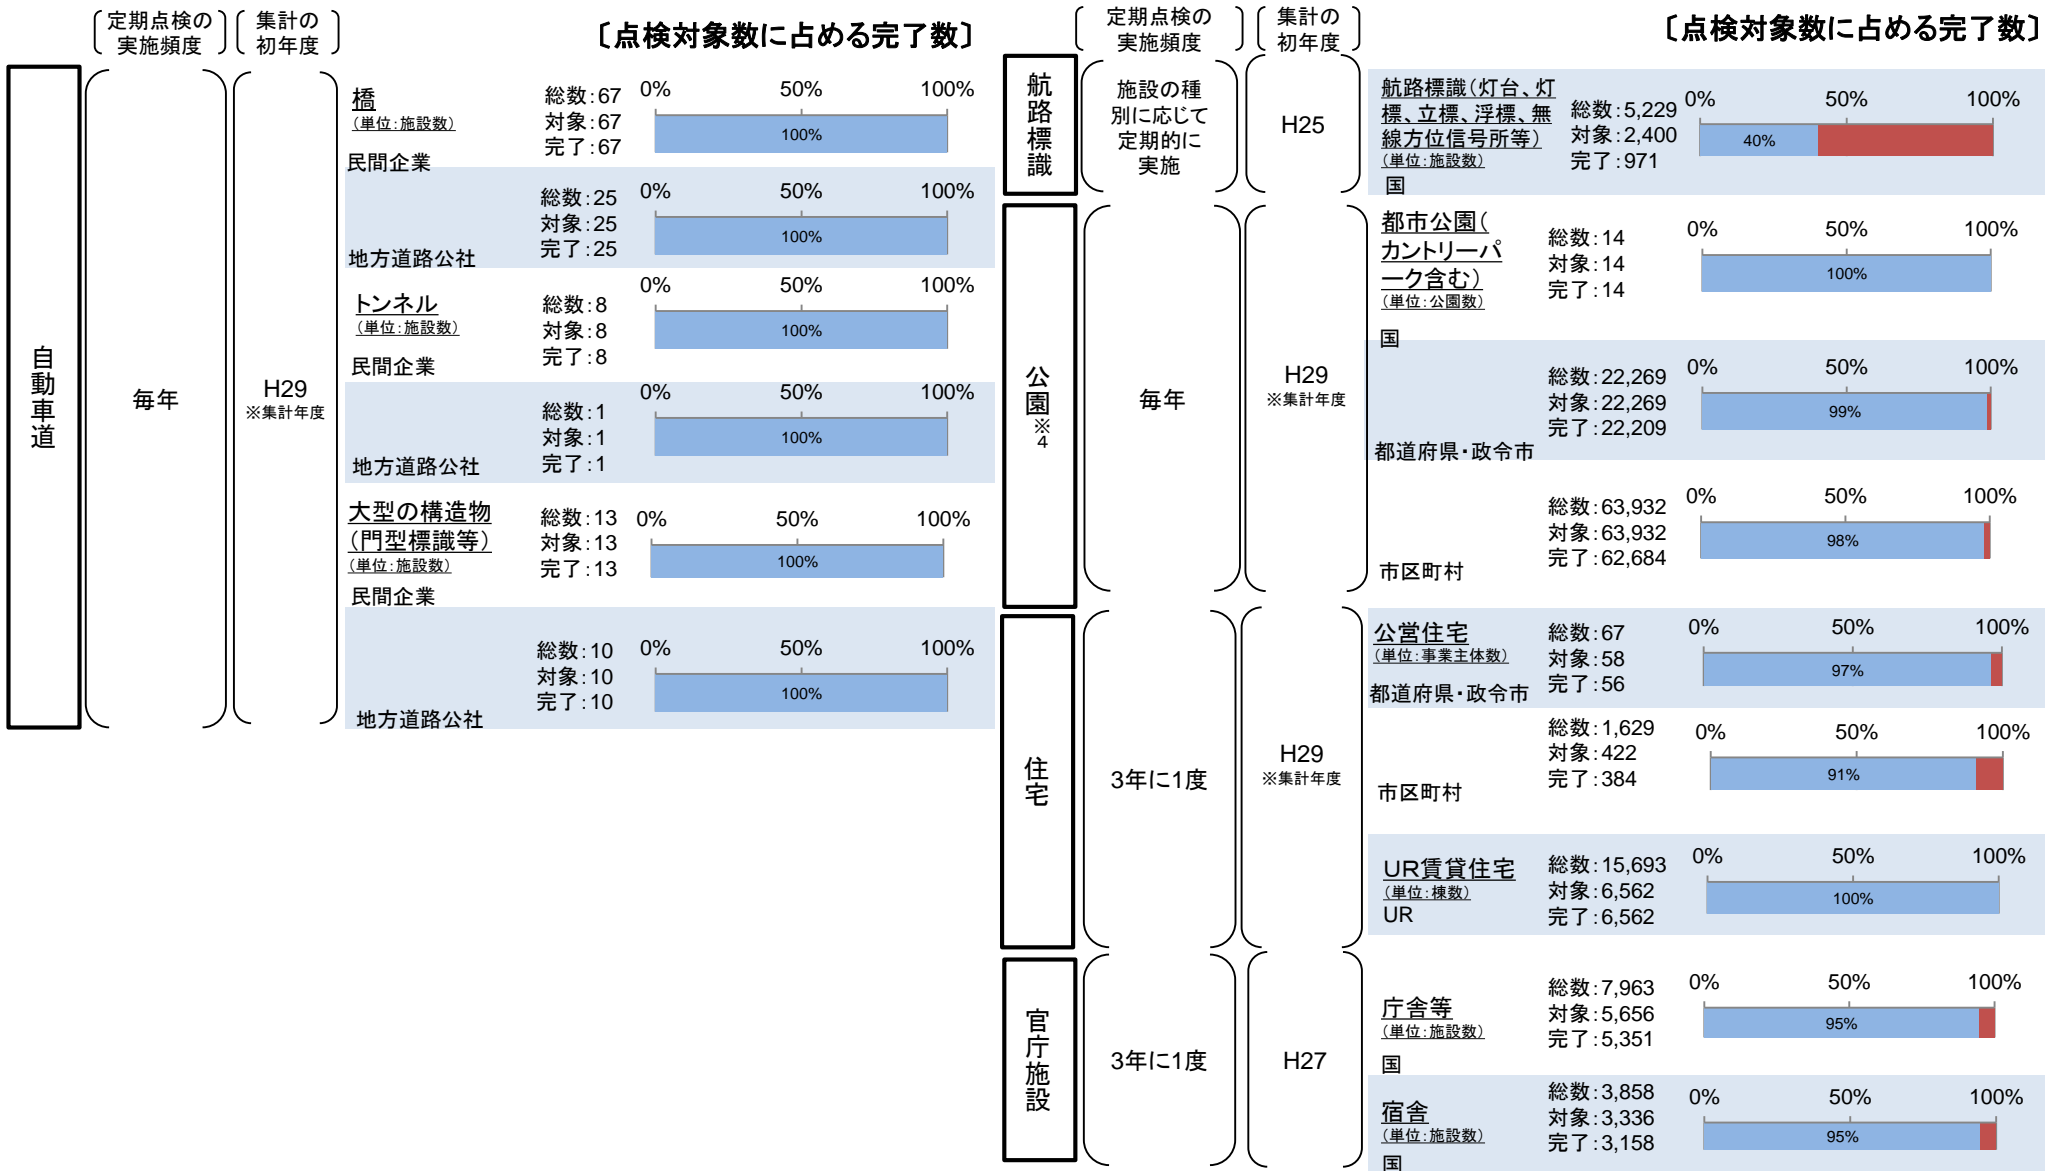 定期点検の
実施頻度
集計の
初年度
〔点検対象数に占める完了数〕
自動車道
毎年
H29
※集計年度
橋
(単位:施設数)
民間企業
総数:67
対象:67
完了:67
0% 50% 100%
100%
地方道路公社
総数:25
対象:25
完了:25
0% 50% 100%
100%
トンネル
(単位:施設数)
民間企業
総数:8
対象:8
完了:8
0% 50% 100%
100%
地方道路公社
総数:1
対象:1
完了:1
0% 50% 100%
100%
大型の構造物
(門型標識等)
(単位:施設数)
民間企業
総数:13
対象:13
完了:13
0% 50% 100%
100%
地方道路公社
総数:10
対象:10
完了:10
0% 50% 100%
100%
定期点検の
実施頻度
集計の
初年度
〔点検対象数に占める完了数〕
航路標識
施設の種
別に応じて
定期的に
実施
H25
航路標識(灯台、灯
標、立標、浮標、無
線方位信号所等)
(単位:施設数)
国
総数:5,229
対象:2,400
完了:971
0% 50% 100%
40%
公園※4
毎年
H29
※集計年度
都市公園(
カントリーパ
ーク含む)
(単位:公園数)
国
総数:14
対象:14
完了:14
0% 50% 100%
100%
都道府県・政令市
総数:22,269
対象:22,269
完了:22,209
0% 50% 100%
99%
市区町村
総数:63,932
対象:63,932
完了:62,684
0% 50% 100%
98%
住宅
3年に1度
H29
※集計年度
公営住宅
(単位:事業主体数)
都道府県・政令市
総数:67
対象:58
完了:56
0% 50% 100%
97%
市区町村
総数:1,629
対象:422
完了:384
0% 50% 100%
91%
UR賃貸住宅
(単位:棟数)
UR
総数:15,693
対象:6,562
完了:6,562
0% 50% 100%
100%
官庁施設
3年に1度
H27
庁舎等
(単位:施設数)
国
総数:7,963
対象:5,656
完了:5,351
0% 50% 100%
95%
宿舎
(単位:施設数)
国
総数:3,858
対象:3,336
完了:3,158
0% 50% 100%
95%